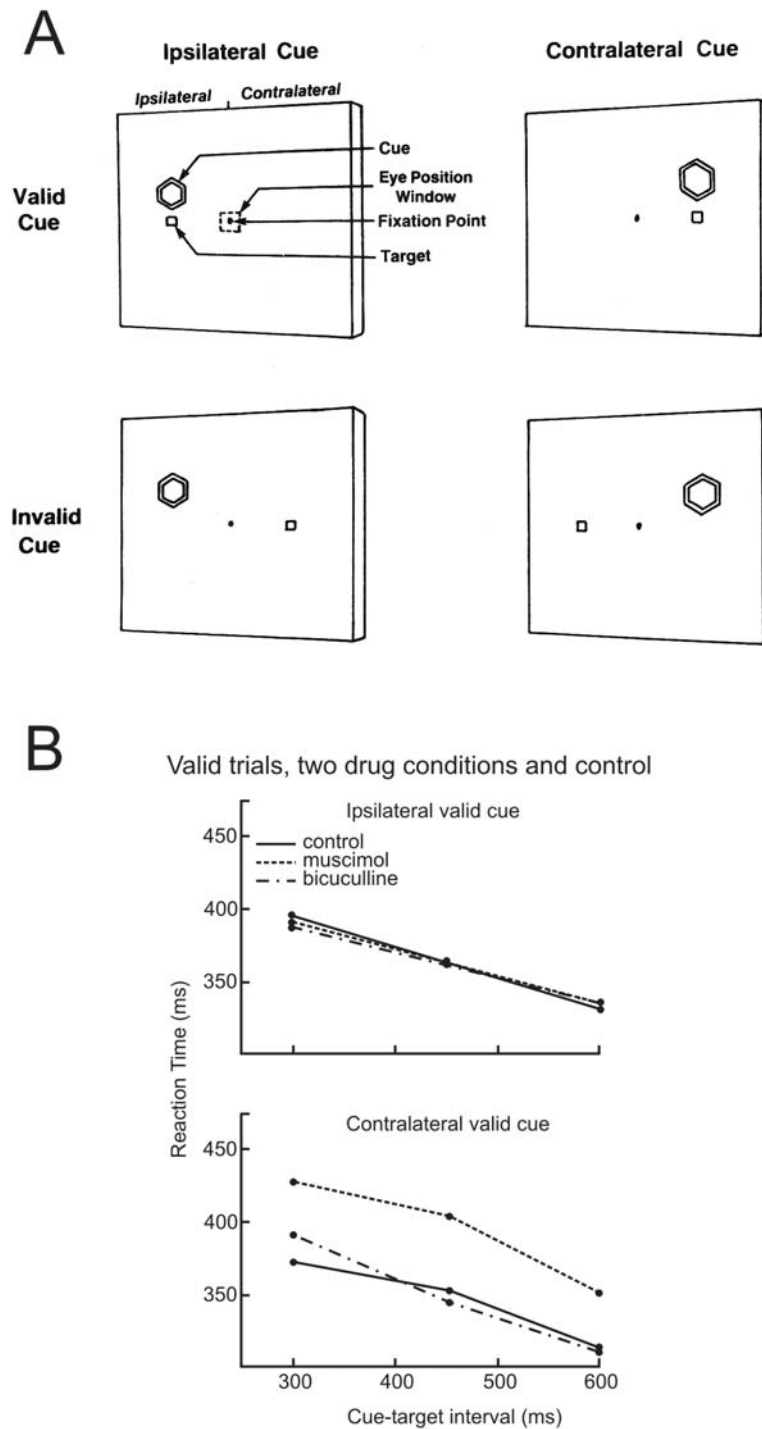 A
Ipsilateral Cue
Contralateral Cue
Ipsilateral Contralateral
Valid
Cue
Cue
Eye Position
Window
Fixation Point
Target
Invalid
Cue
B
Valid trials, two drug conditions and control
Ipsilateral valid cue
control
muscimol
bicuculline
450
400
350
Reaction Time (ms)
Contralateral valid cue
450
400
350
300 400 500 600
Cue-target interval (ms)